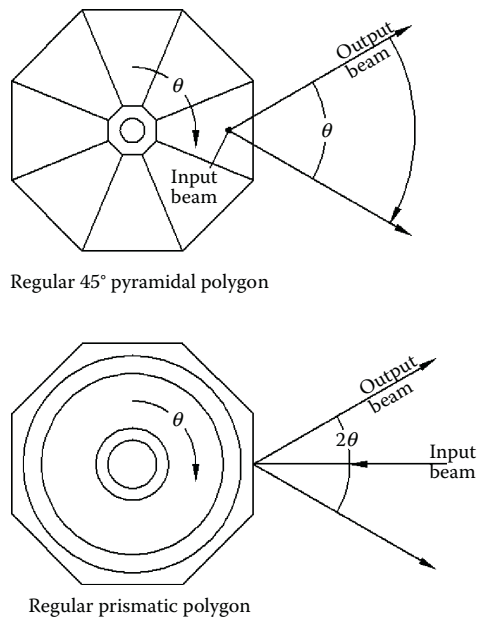 Output
beam
θ
θ
Input
beam
Regular 45° pyramidal polygon
Output
beam
θ
2θ
Input
beam
Regular prismatic polygon